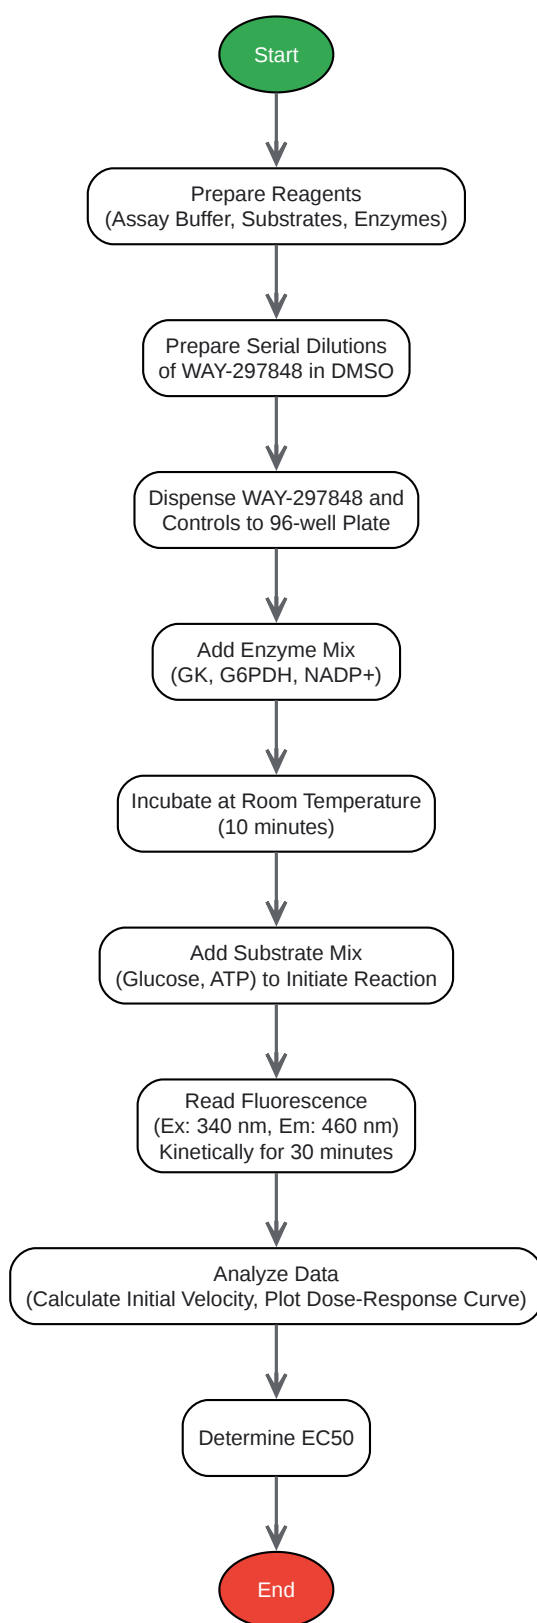 Start
Prepare Reagents
(Assay Buffer, Substrates, Enzymes)
Prepare Serial Dilutions
of WAY-297848 in DMSO
Dispense WAY-297848 and
Controls to 96-well Plate
Add Enzyme Mix
(GK, G6PDH, NADP+)
Incubate at Room Temperature
(10 minutes)
Add Substrate Mix
(Glucose, ATP) to Initiate Reaction
Read Fluorescence
(Ex: 340 nm, Em: 460 nm)
Kinetically for 30 minutes
Analyze Data
(Calculate Initial Velocity, Plot Dose-Response Curve)
Determine EC50
End